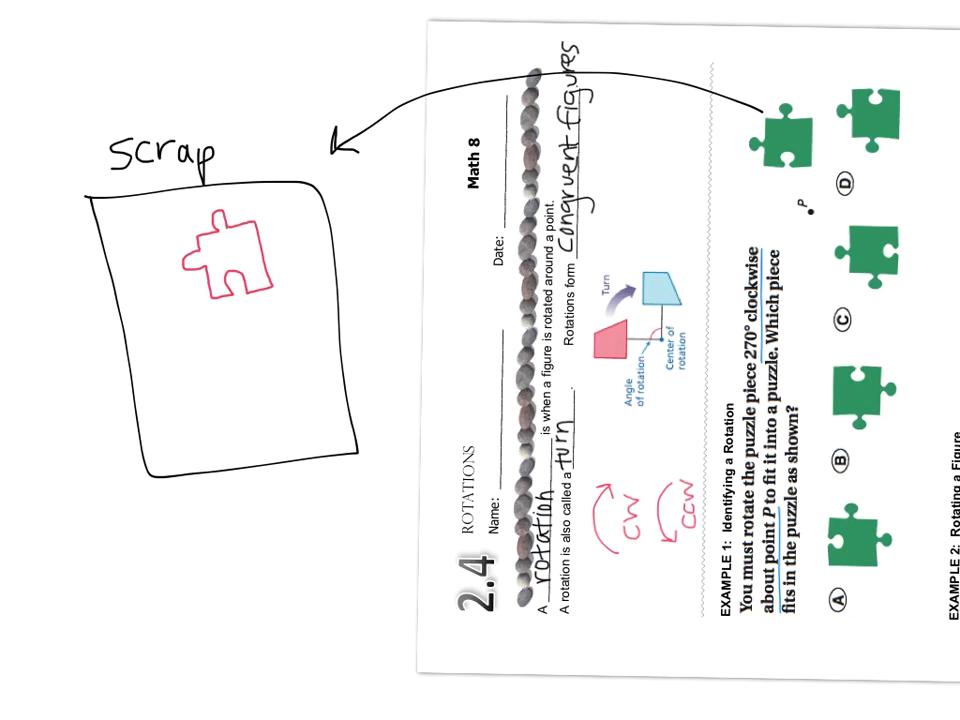 scrap
2.4 ROTATIONS Math 8
Name: Date:
A rotation is when a figure is rotated around a point.
A rotation is also called a turn. Rotations form congruent figures
Turn
Angle
of rotation
Center of
rotation
CW
CCW
EXAMPLE 1: Identifying a Rotation
You must rotate the puzzle piece 270° clockwise
about point P to fit it into a puzzle. Which piece
fits in the puzzle as shown?
P
A B C D
EXAMPLE 2: Rotating a Figure